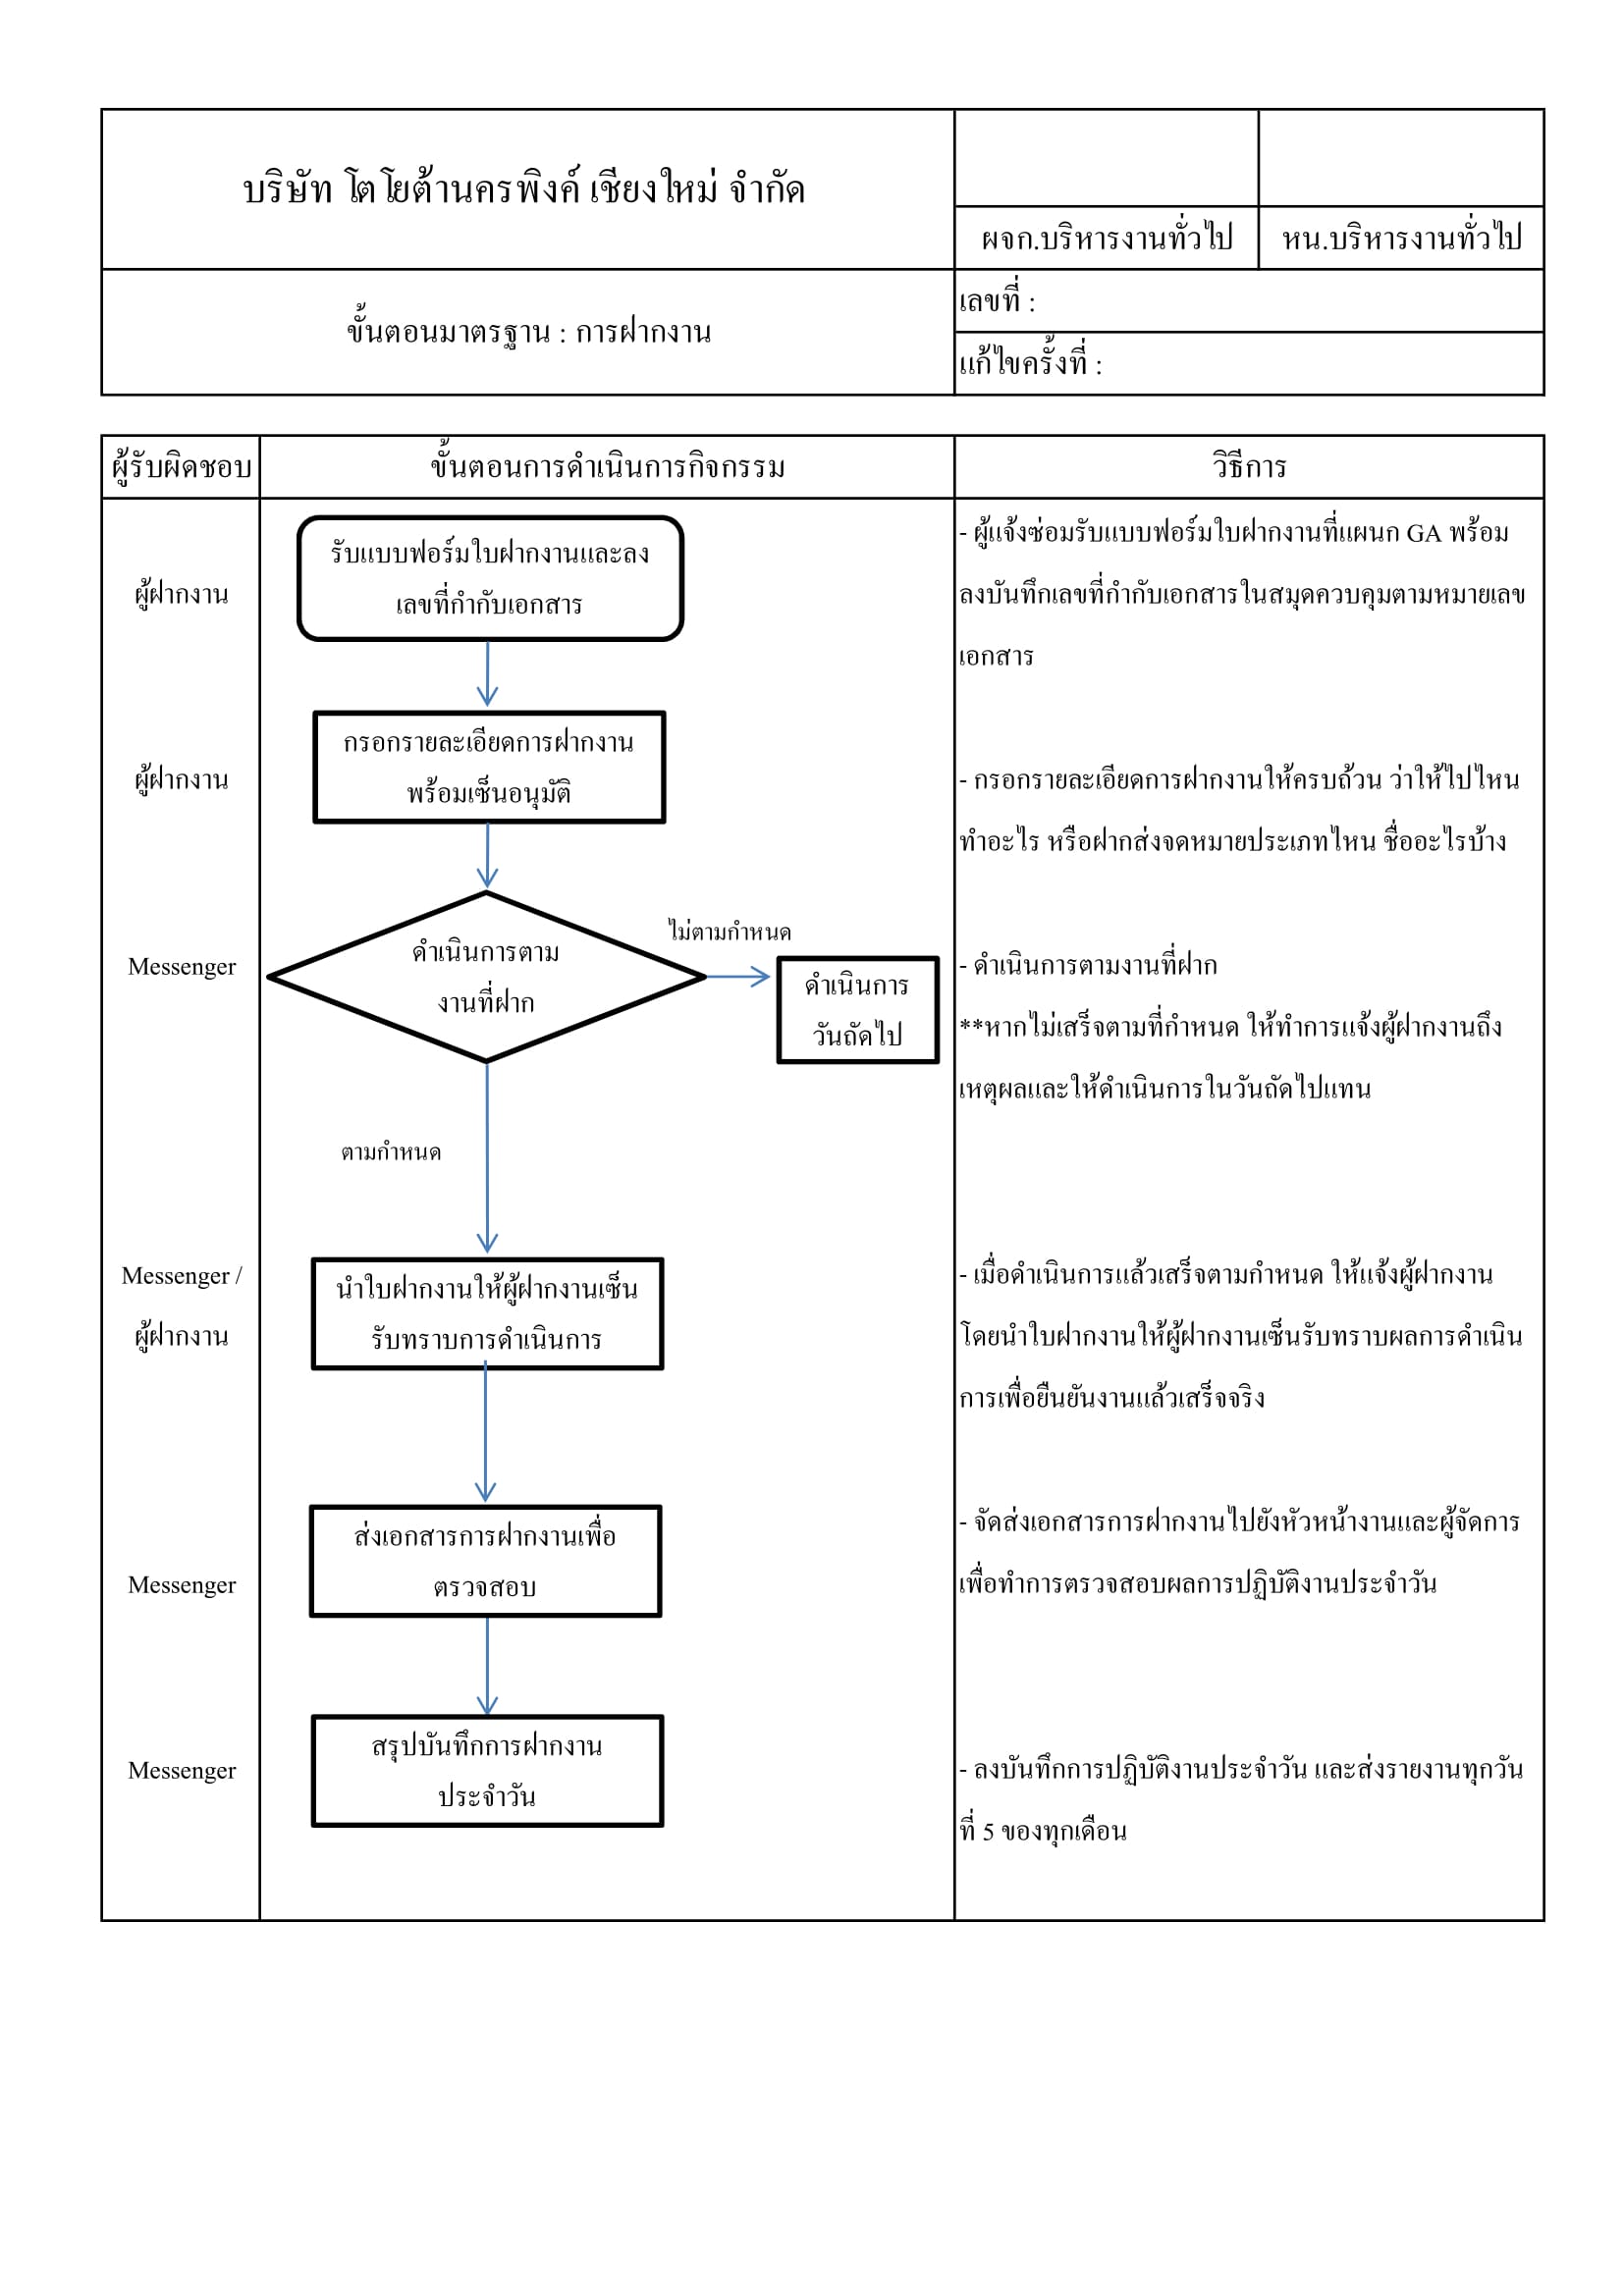 บริษัท โตโยต้านครพิงค์ เชียงใหม่ จำกัด
ผจก.บริหารงานทั่วไป
หน.บริหารงานทั่วไป
ขั้นตอนมาตรฐาน : การฝากงาน
เลขที่ :
แก้ไขครั้งที่ :
ผู้รับผิดชอบ
ขั้นตอนการดำเนินการกิจกรรม
วิธีการ
ผู้ฝากงาน
รับแบบฟอร์มใบฝากงานและลง
เลขที่กำกับเอกสาร
- ผู้แจ้งซ่อมรับแบบฟอร์มใบฝากงานที่แผนก GA พร้อม
ลงบันทึกเลขที่กำกับเอกสารในสมุดควบคุมตามหมายเลข
เอกสาร
ผู้ฝากงาน
กรอกรายละเอียดการฝากงาน
พร้อมเซ็นอนุมัติ
- กรอกรายละเอียดการฝากงานให้ครบถ้วน ว่าให้ไปไหน
ทำอะไร หรือฝากส่งจดหมายประเภทไหน ชื่ออะไรบ้าง
Messenger
ดำเนินการตาม
งานที่ฝาก
ไม่ตามกำหนด
ดำเนินการ
วันถัดไป
- ดำเนินการตามงานที่ฝาก
**หากไม่เสร็จตามที่กำหนด ให้ทำการแจ้งผู้ฝากงานถึง
เหตุผลและให้ดำเนินการในวันถัดไปแทน
ตามกำหนด
Messenger /
ผู้ฝากงาน
นำใบฝากงานให้ผู้ฝากงานเซ็น
รับทราบการดำเนินการ
- เมื่อดำเนินการแล้วเสร็จตามกำหนด ให้แจ้งผู้ฝากงาน
โดยนำใบฝากงานให้ผู้ฝากงานเซ็นรับทราบผลการดำเนิน
การเพื่อยืนยันงานแล้วเสร็จจริง
Messenger
ส่งเอกสารการฝากงานเพื่อ
ตรวจสอบ
- จัดส่งเอกสารการฝากงานไปยังหัวหน้างานและผู้จัดการ
เพื่อทำการตรวจสอบผลการปฏิบัติงานประจำวัน
Messenger
สรุปบันทึกการฝากงาน
ประจำวัน
- ลงบันทึกการปฏิบัติงานประจำวัน และส่งรายงานทุกวัน
ที่ 5 ของทุกเดือน